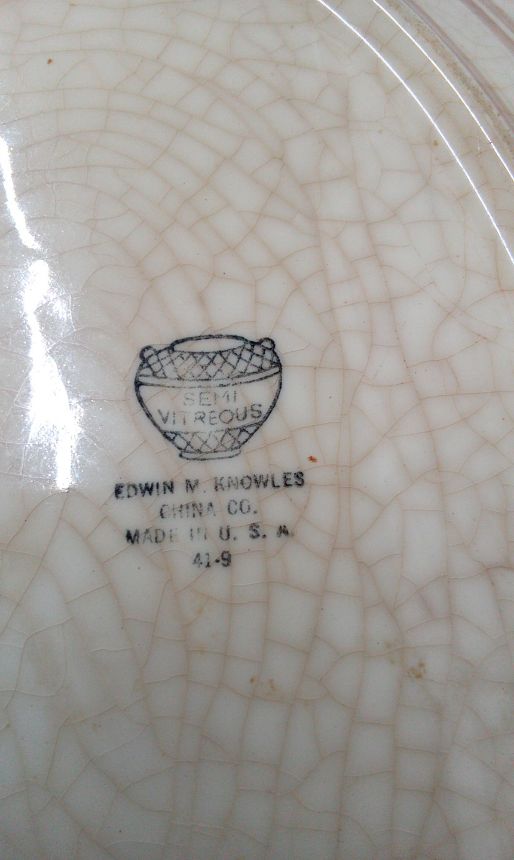 SEMI
VITREOUS
EDWIN M. KNOWLES
CHINA CO.
MADE IN U. S. A.
41-9